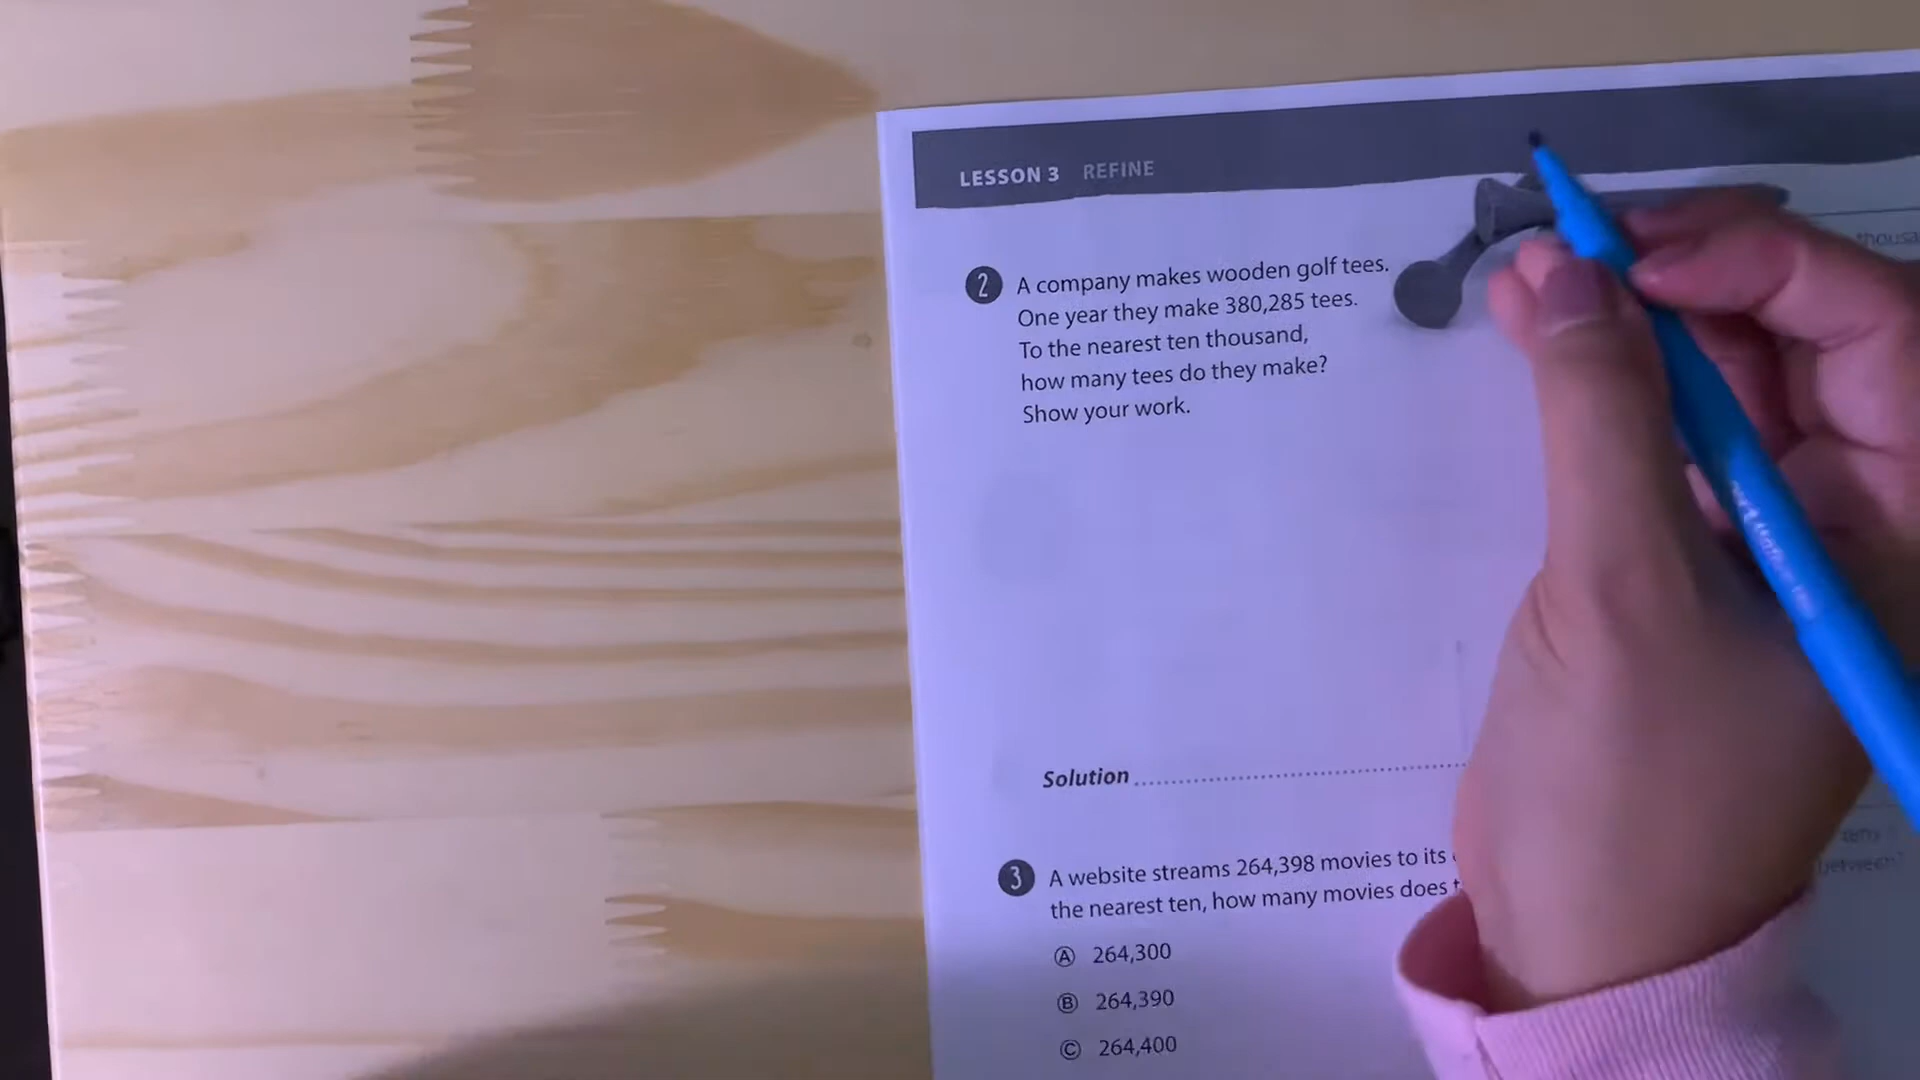 LESSON 3 REFINE
2 A company makes wooden golf tees.
One year they make 380,285 tees.
To the nearest ten thousand,
how many tees do they make?
Show your work.
Solution
3 A website streams 264,398 movies to its
the nearest ten, how many movies does
A 264,300
B 264,390
C 264,400
between?